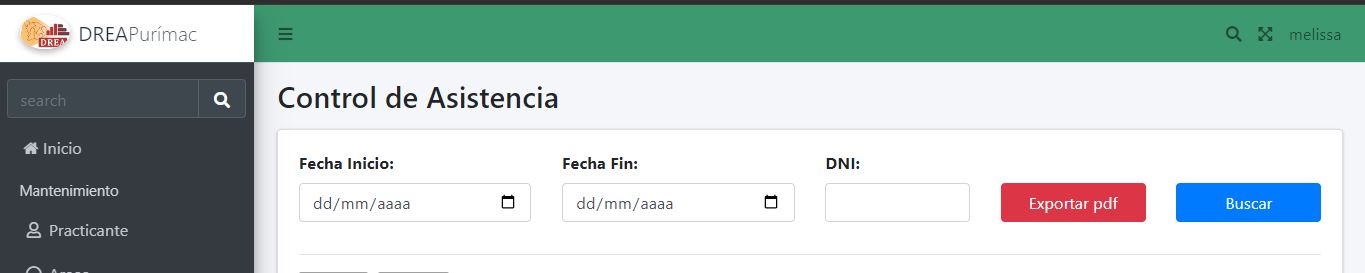 DREA
DREAPurímac
melissa
search
Inicio
Mantenimiento
Practicante
Control de Asistencia
Fecha Inicio:
Fecha Fin:
DNI:
dd/mm/aaaa
dd/mm/aaaa
Exportar pdf
Buscar